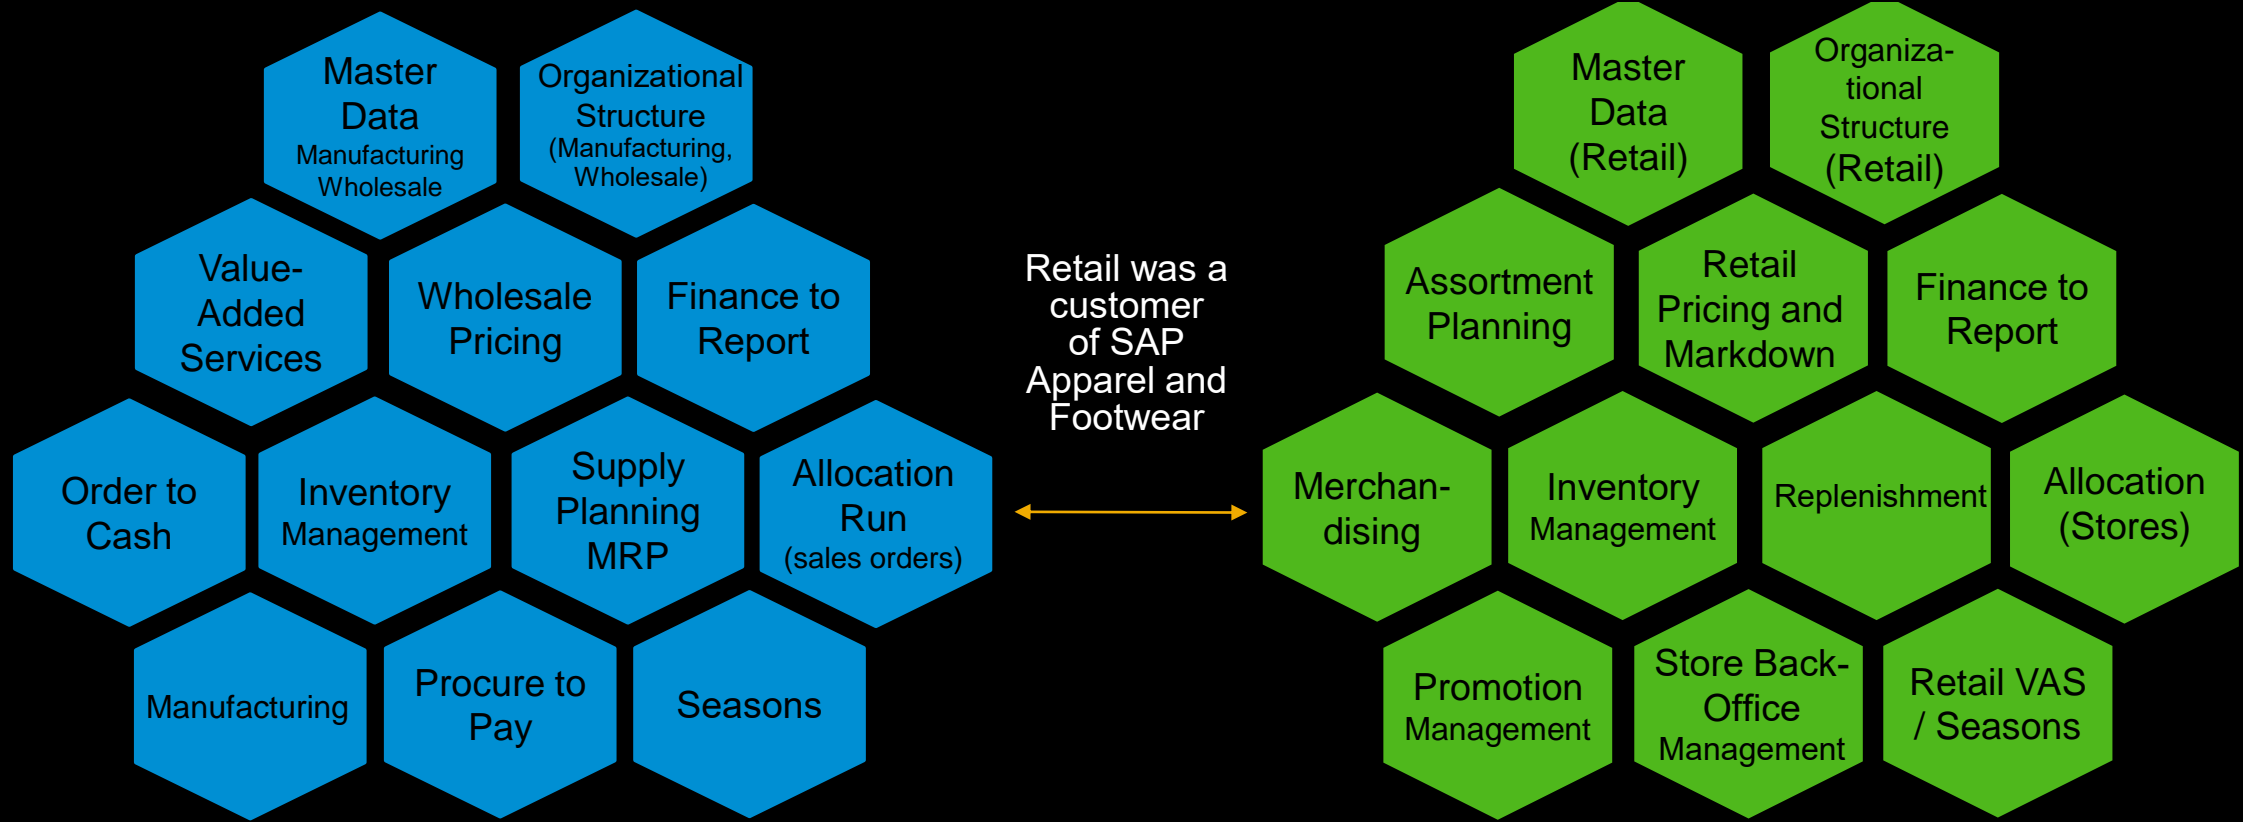 Master
Data
Manufacturing
Wholesale
Organizational
Structure
(Manufacturing,
Wholesale)
Value-
Added
Services
Wholesale
Pricing
Finance to
Report
Order to
Cash
Inventory
Management
Supply
Planning
MRP
Allocation
Run
(sales orders)
Manufacturing
Procure to
Pay
Seasons
Retail was a
customer
of SAP
Apparel and
Footwear
Master
Data
(Retail)
Organiza-
tional
Structure
(Retail)
Assortment
Planning
Retail
Pricing and
Markdown
Finance to
Report
Merchan-
dising
Inventory
Management
Replenishment
Allocation
(Stores)
Promotion
Management
Store Back-
Office
Management
Retail VAS
/ Seasons